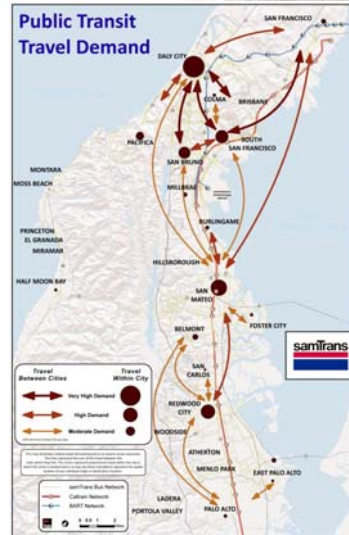 Public Transit
Travel Demand
SAN FRANCISCO
DALY CITY
COLMA
BRISBANE
PACIFICA
SOUTH
SAN FRANCISCO
SAN BRUNO
MONTARA
MOSS BEACH
MILLBRAE
BURLINGAME
PRINCETON
EL GRANADA
MIRAMAR
HILLSBOROUGH
HALF MOON BAY
SAN
MATEO
FOSTER CITY
BELMONT
samTrans
Travel
Between Cities
Travel
Within City
Very High Demand
High Demand
Moderate Demand
SAN
CARLOS
REDWOOD
CITY
WOODSIDE
ATHERTON
MENLO PARK
EAST PALO ALTO
LADERA
PORTOLA VALLEY
PALO ALTO
samTrans Bus Network
Caltrain Network
BART Network